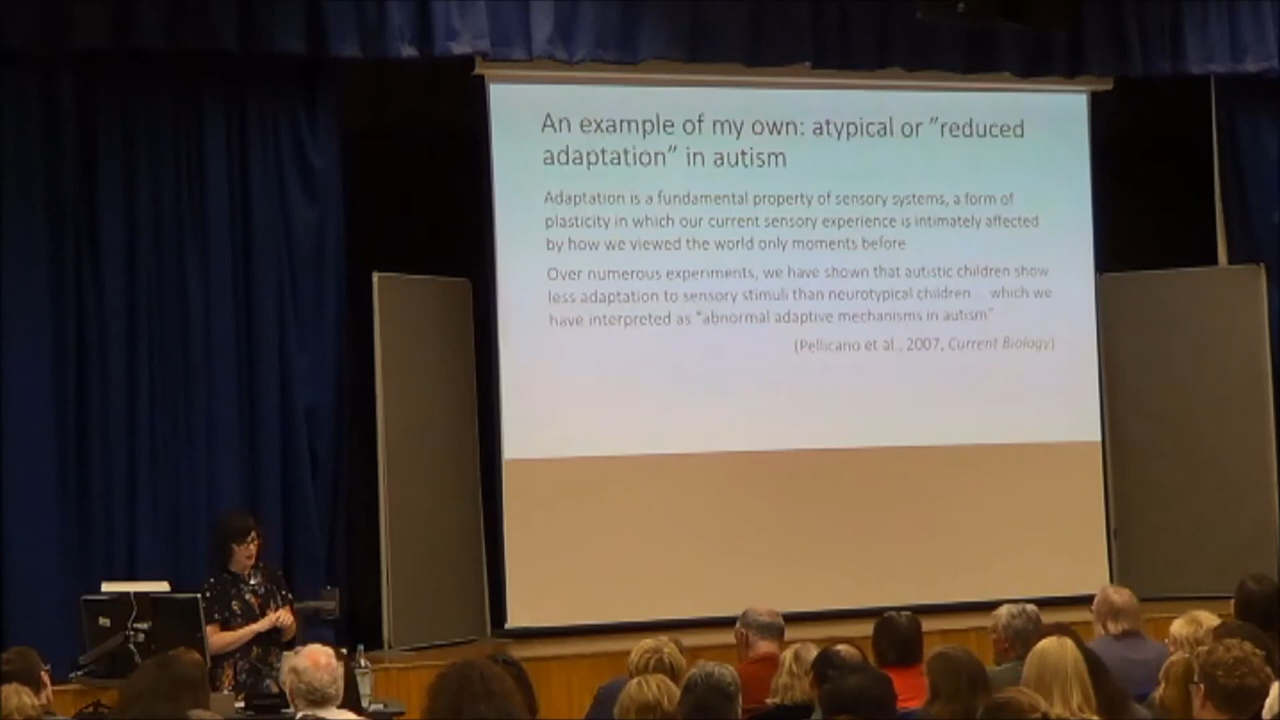 An example of my own: atypical or "reduced
adaptation" in autism
Adaptation is a fundamental property of sensory systems, a form of
plasticity in which our current sensory experience is intimately affected
by how we viewed the world only moments before
Over numerous experiments, we have shown that autistic children show
less adaptation to sensory stimuli than neurotypical children which we
have interpreted as "abnormal adaptive mechanisms in autism"
(Pellicano et al., 2007, Current Biology)